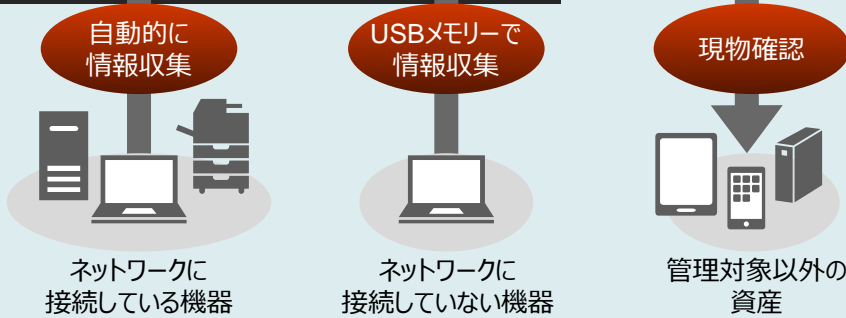 自動的に
情報収集
USBメモリーで
情報収集
現物確認
ネットワークに
接続している機器
ネットワークに
接続していない機器
管理対象以外の
資産